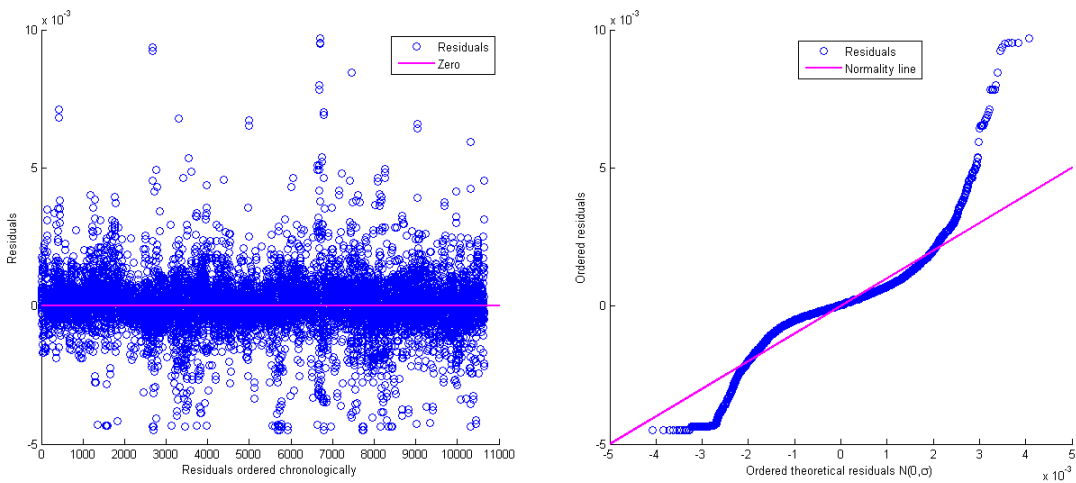 x 10^-3
10
5
0
-5
Residuals
Residuals
Zero
0 1000 2000 3000 4000 5000 6000 7000 8000 9000 10000 11000
Residuals ordered chronologically
x 10^-3
10
5
0
-5
Ordered residuals
Residuals
Normality line
-5 -4 -3 -2 -1 0 1 2 3 4 5
Ordered theoretical residuals N(0,σ)
x 10^-3